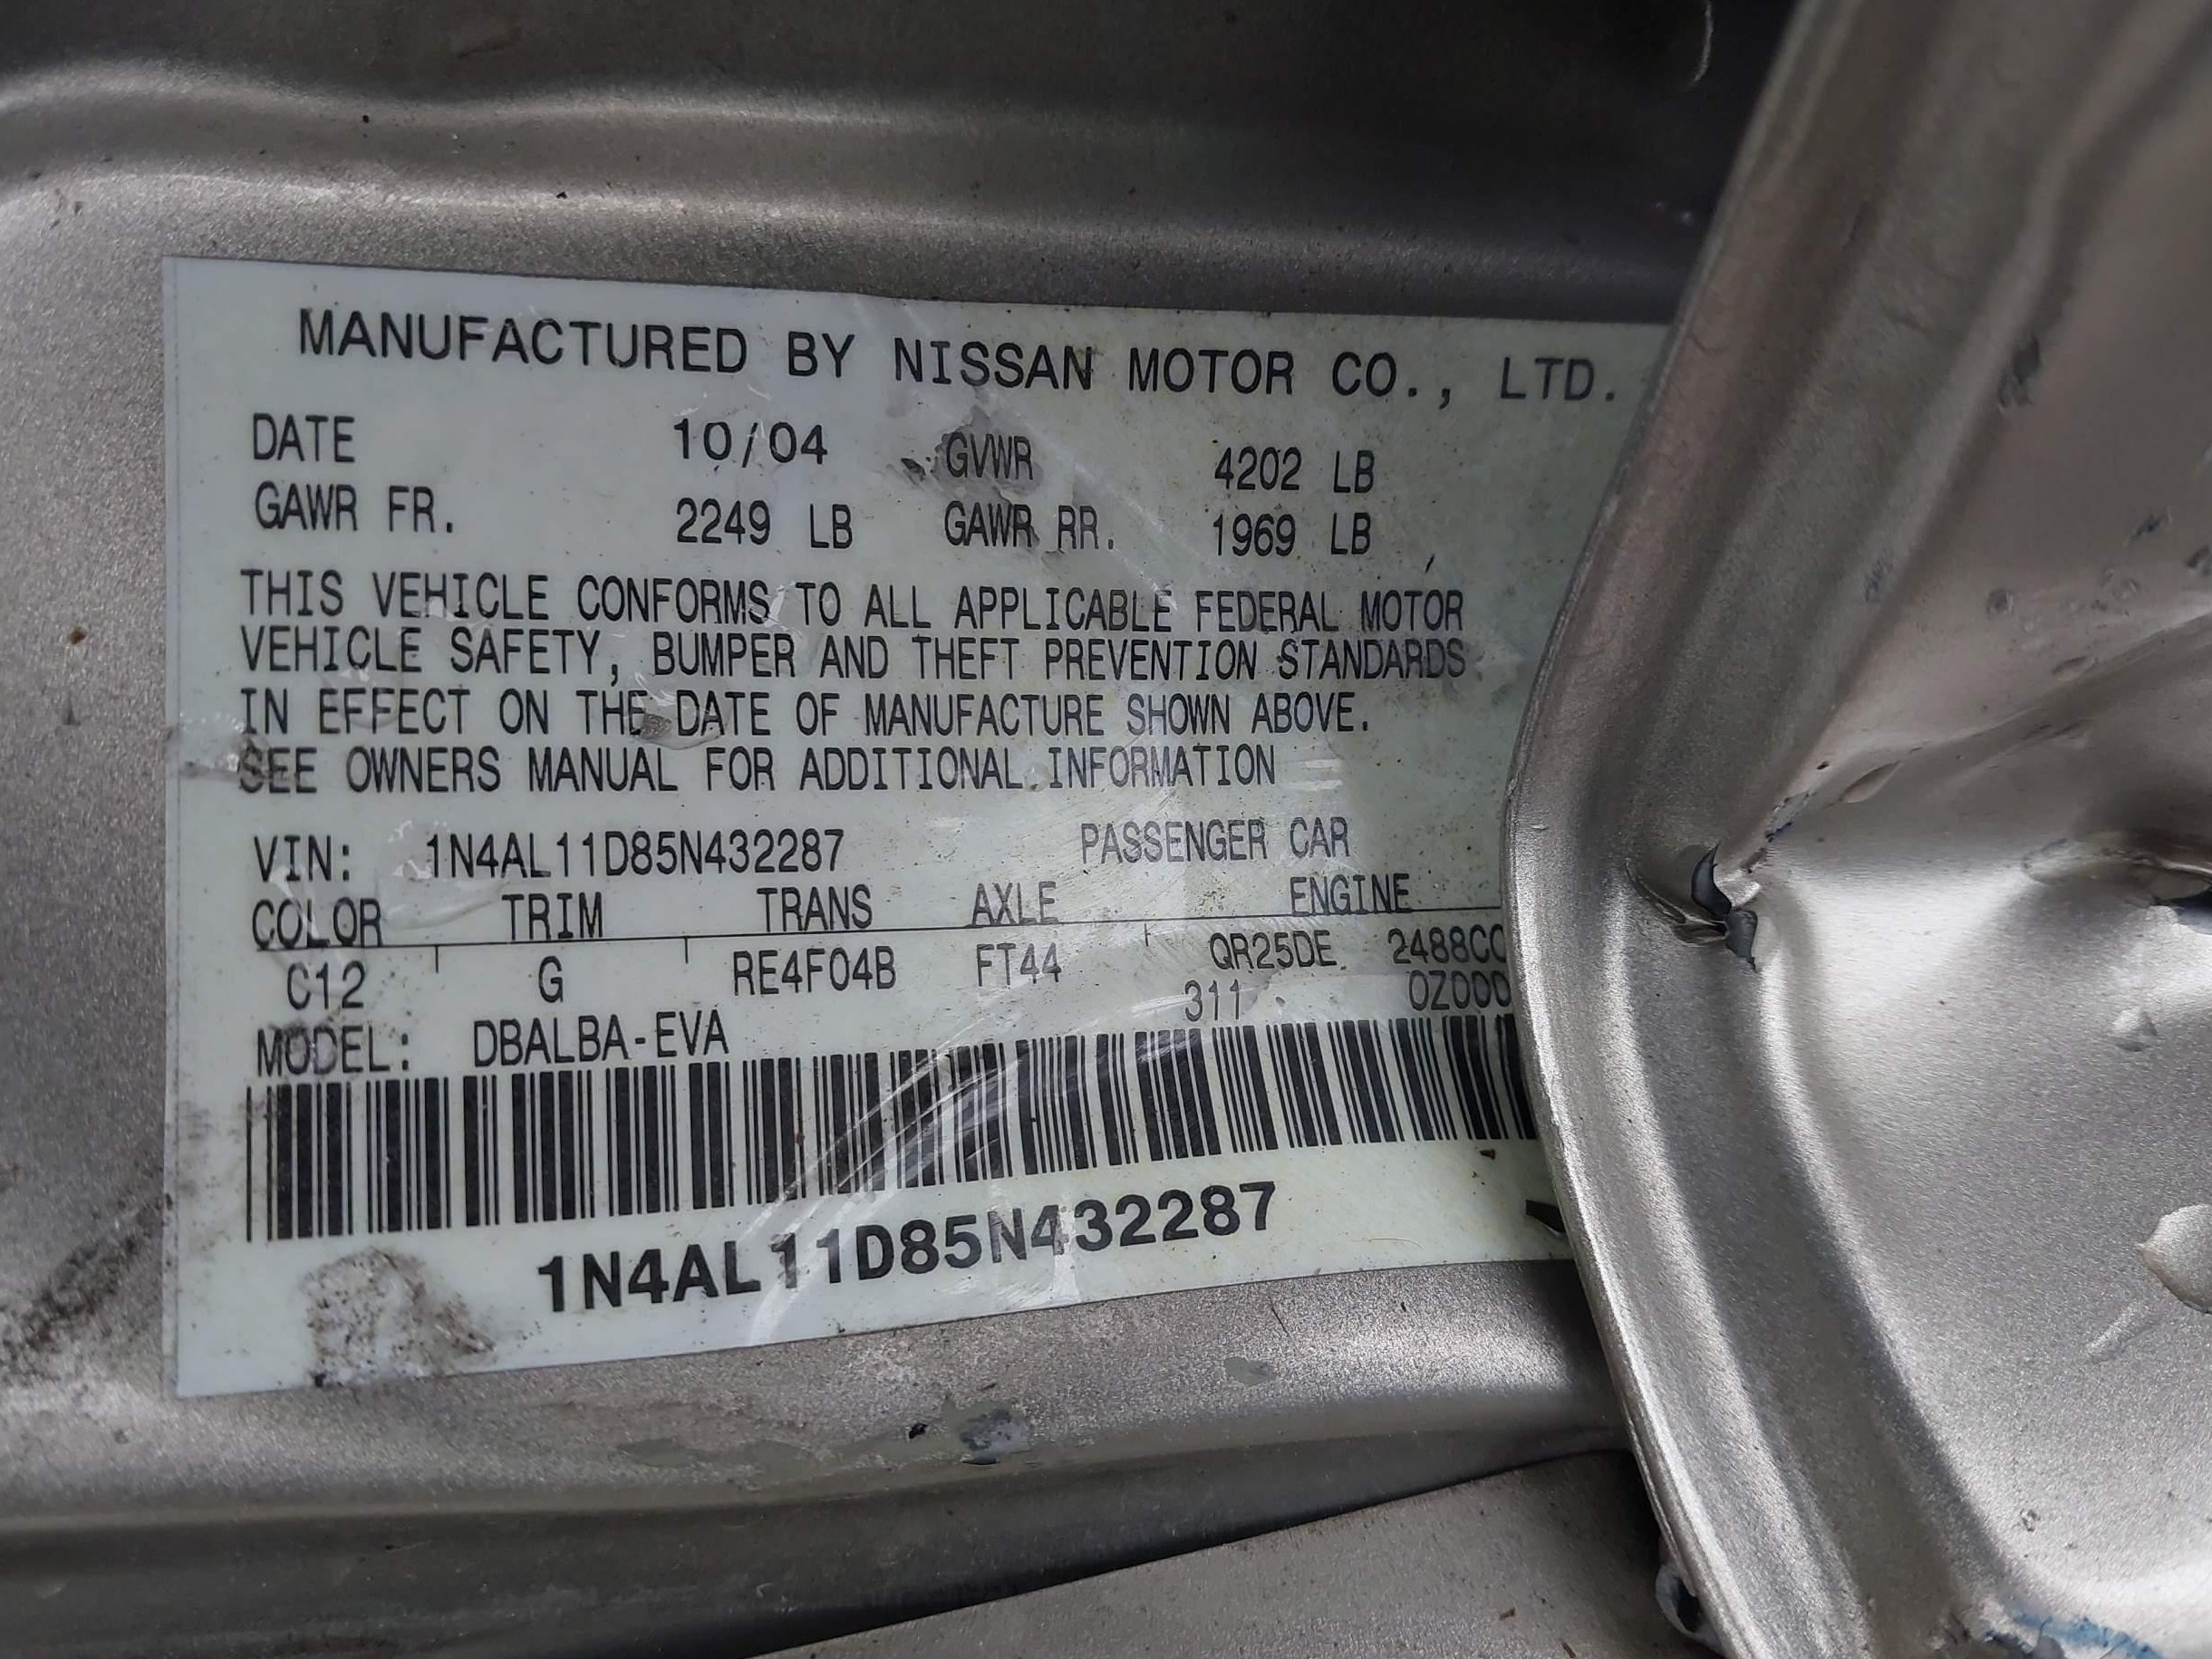 MANUFACTURED BY NISSAN MOTOR CO., LTD.
DATE 10/04 GVWR 4202 LB
GAWR FR. 2249 LB GAWR RR. 1969 LB
THIS VEHICLE CONFORMS TO ALL APPLICABLE FEDERAL MOTOR
VEHICLE SAFETY, BUMPER AND THEFT PREVENTION STANDARDS
IN EFFECT ON THE DATE OF MANUFACTURE SHOWN ABOVE.
SEE OWNERS MANUAL FOR ADDITIONAL INFORMATION
VIN: 1N4AL11D85N432287 PASSENGER CAR
COLOR TRIM TRANS AXLE ENGINE
C12 G RE4F04B FT44 QR25DE 2488CC
311 0Z000
MODEL: DBALBA-EVA
1N4AL11D85N432287